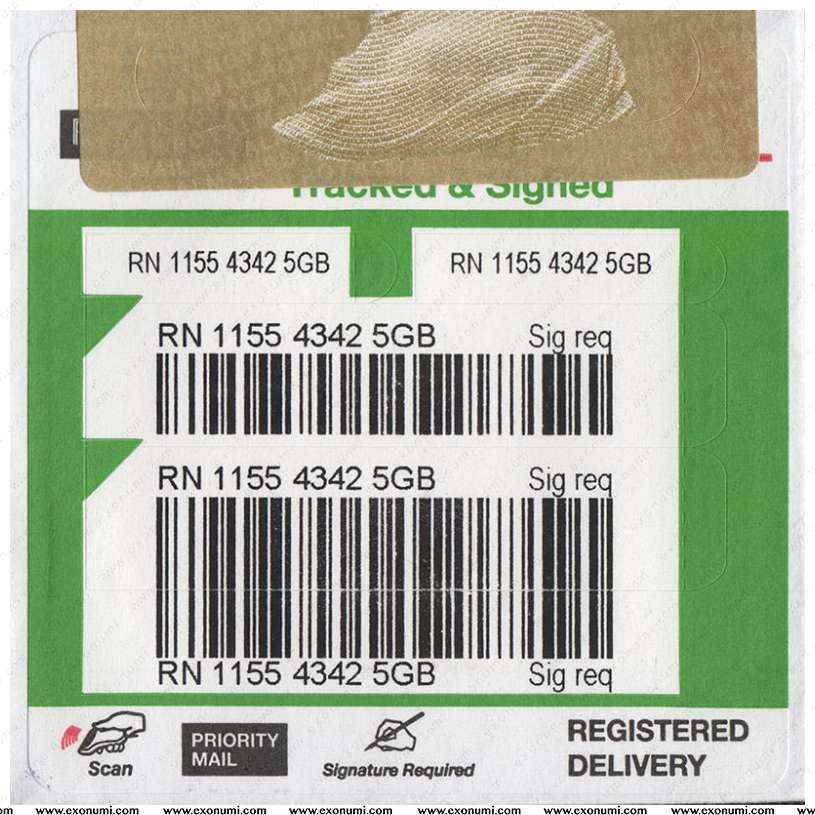 Tracked & Signed
RN 1155 4342 5GB
RN 1155 4342 5GB
RN 1155 4342 5GB Sig req
RN 1155 4342 5GB Sig req
RN 1155 4342 5GB Sig req
Scan
PRIORITY
MAIL
Signature Required
REGISTERED
DELIVERY
www.exonumi.com www.exonumi.com www.exonumi.com www.exonumi.com www.exonumi.com www.exonumi.com